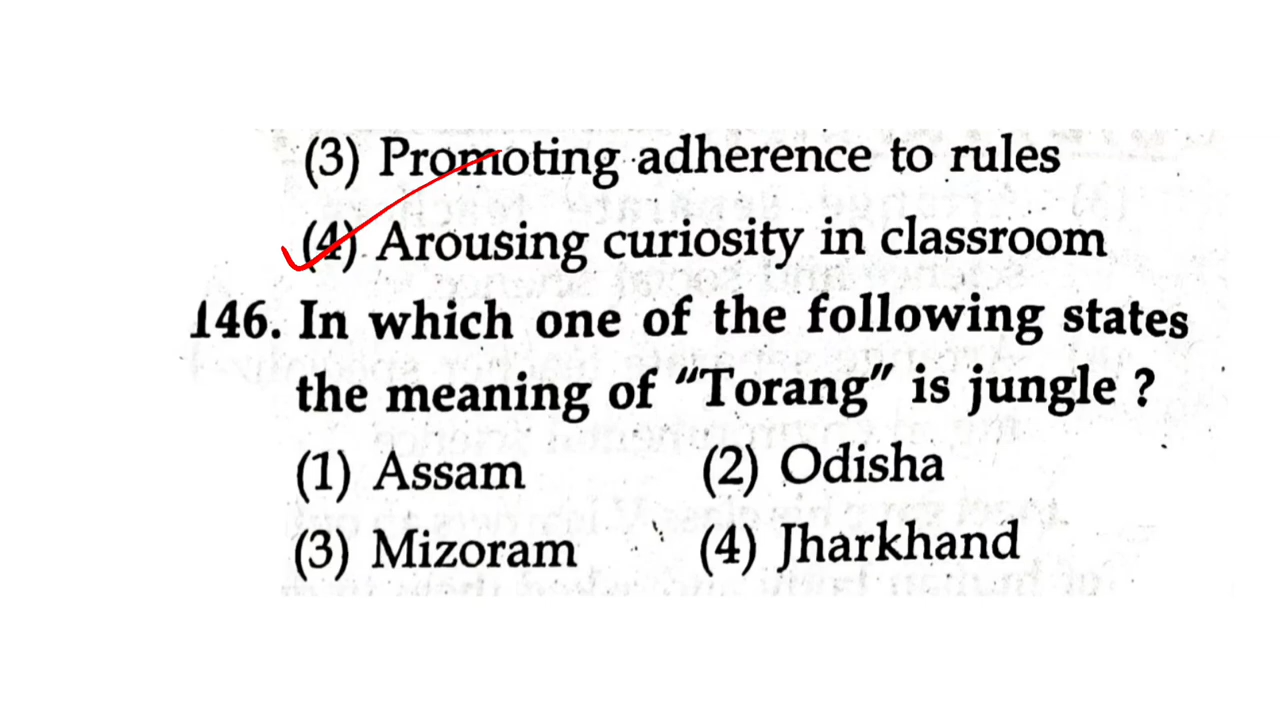 (3) Promoting adherence to rules
(4) Arousing curiosity in classroom
146. In which one of the following states
the meaning of "Torang" is jungle ?
(1) Assam (2) Odisha
(3) Mizoram (4) Jharkhand